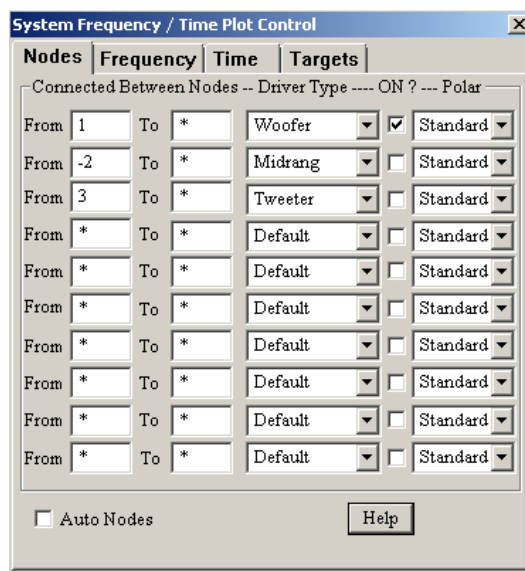 System Frequency / Time Plot Control
Nodes Frequency Time Targets
Connected Between Nodes -- Driver Type ---- ON ? --- Polar
From 1 To * Woofer Standard
From -2 To * Midrang Standard
From 3 To * Tweeter Standard
From * To * Default Standard
From * To * Default Standard
From * To * Default Standard
From * To * Default Standard
From * To * Default Standard
From * To * Default Standard
From * To * Default Standard
Auto Nodes Help